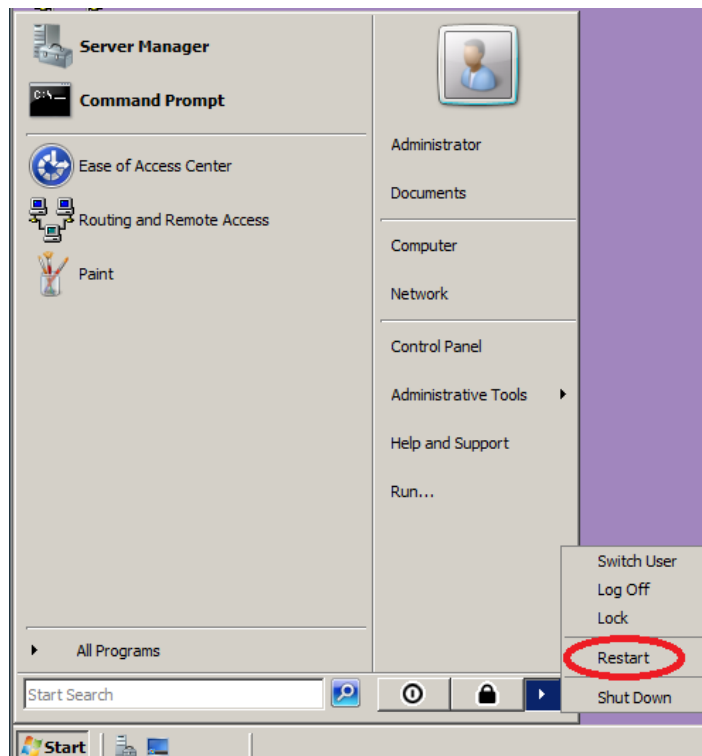 Server Manager
C:\
Command Prompt
Ease of Access Center
Routing and Remote Access
Paint
All Programs
Start Search
Administrator
Documents
Computer
Network
Control Panel
Administrative Tools
Help and Support
Run...
Switch User
Log Off
Lock
Restart
Shut Down
Start